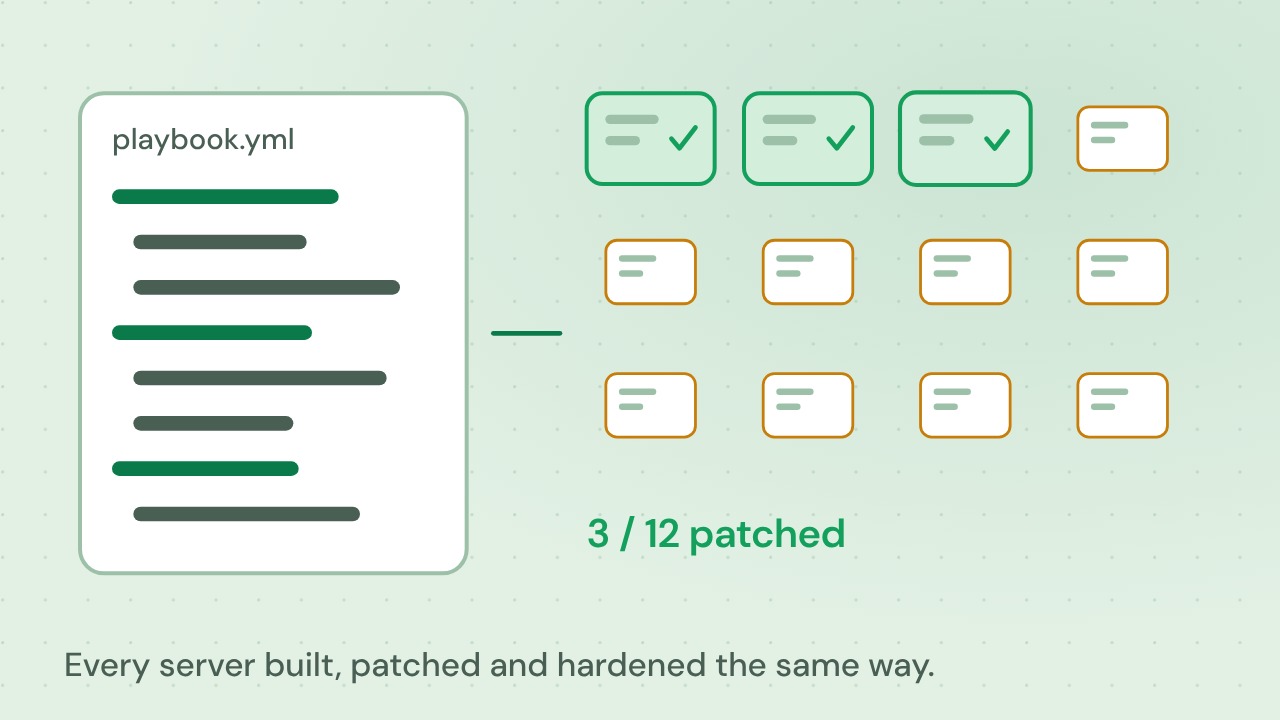 playbook.yml
3 / 12 patched
Every server built, patched and hardened the same way.